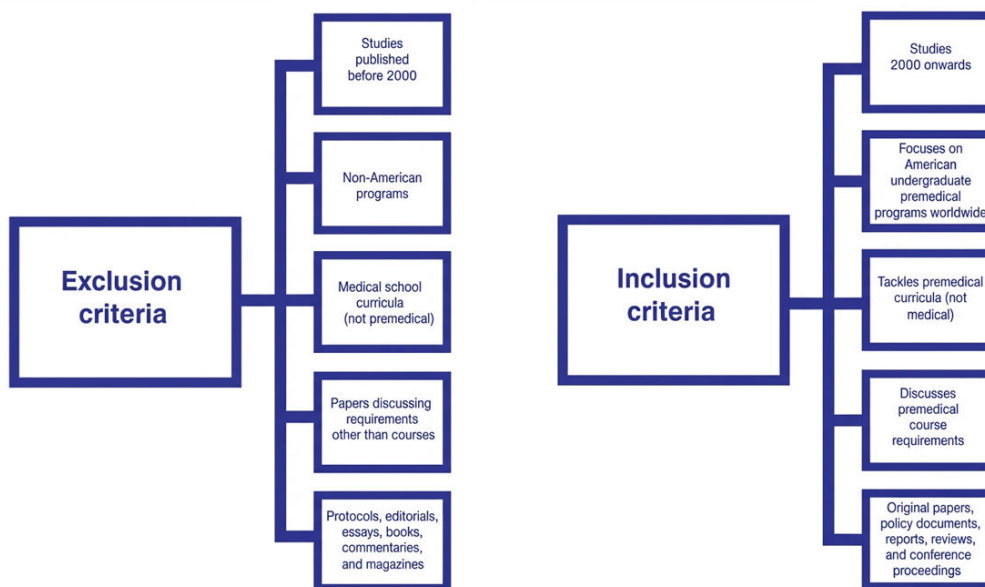 Exclusion
criteria
Studies
published
before 2000
Non-American
programs
Medical school
curricula
(not premedical)
Papers discussing
requirements
other than courses
Protocols, editorials,
essays, books,
commentaries,
and magazines
Inclusion
criteria
Studies
2000 onwards
Focuses on
American
undergraduate
premedical
programs worldwide
Tackles premedical
curricula (not
medical)
Discusses
premedical
course
requirements
Original papers,
policy documents,
reports, reviews,
and conference
proceedings